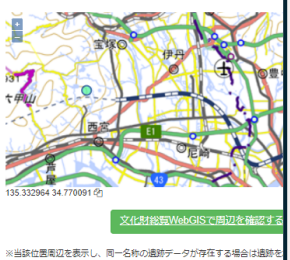 +
−
宝塚
伊丹
31
六甲山
西宮
尼崎
芦屋
E1
43
135.332964 34.770091
文化財総覧WebGISで周辺を確認する
※当該位置周辺を表示し、同一名称の遺跡データが存在する場合は遺跡を